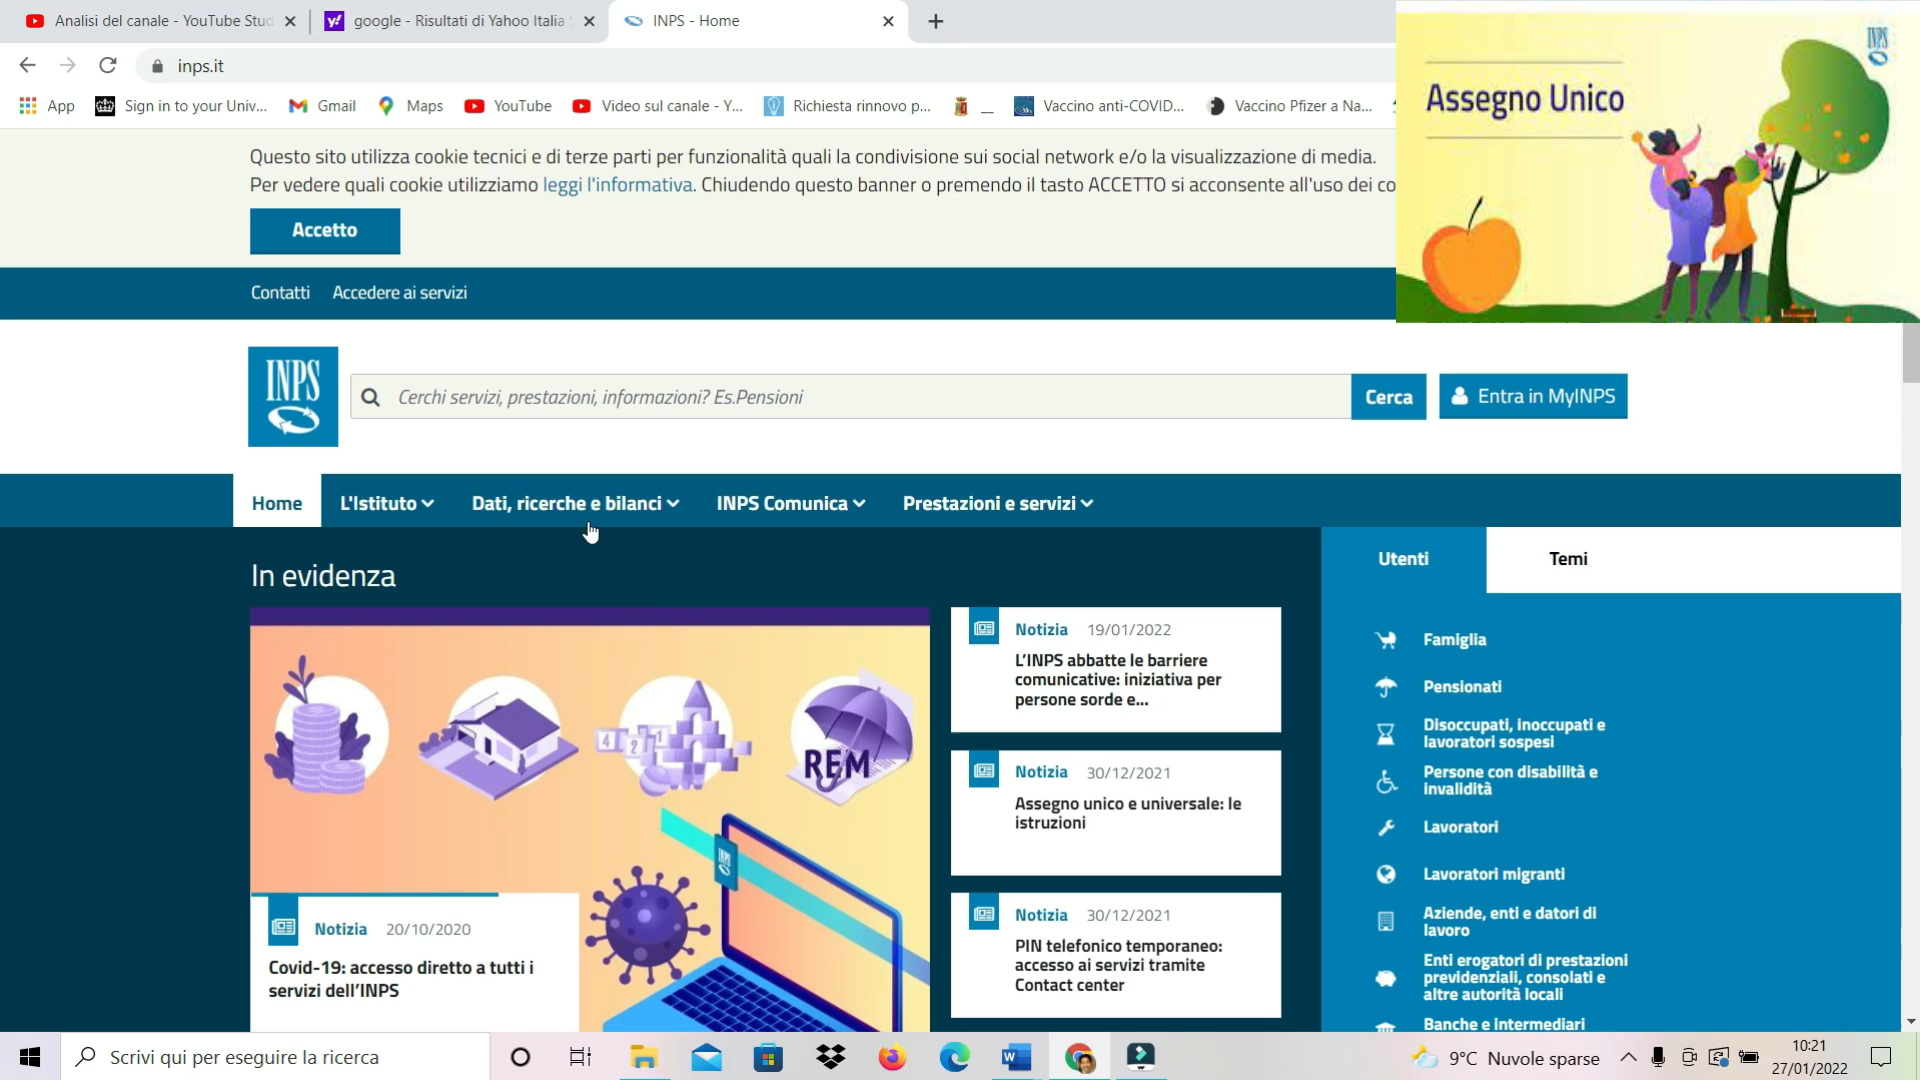 Analisi del canale - YouTube Stud
google - Risultati di Yahoo Italia
INPS - Home
inps.it
App
Sign in to your Univ...
Gmail
Maps
YouTube
Video sul canale - Y...
Richiesta rinnovo p...
Vaccino anti-COVID...
Vaccino Pfizer a Na...
INPS
Assegno Unico
Questo sito utilizza cookie tecnici e di terze parti per funzionalità quali la condivisione sui social network e/o la visualizzazione di media.
Per vedere quali cookie utilizziamo leggi l'informativa. Chiudendo questo banner o premendo il tasto ACCETTO si acconsente all'uso dei co
Accetto
Contatti
Accedere ai servizi
INPS
Cerchi servizi, prestazioni, informazioni? Es.Pensioni
Cerca
Entra in MyINPS
Home
L'Istituto
Dati, ricerche e bilanci
INPS Comunica
Prestazioni e servizi
In evidenza
4 2 1
REM
INPS
Notizia 20/10/2020
Covid-19: accesso diretto a tutti i
servizi dell'INPS
Notizia 19/01/2022
L'INPS abbatte le barriere
comunicative: iniziativa per
persone sorde e...
Notizia 30/12/2021
Assegno unico e universale: le
istruzioni
Notizia 30/12/2021
PIN telefonico temporaneo:
accesso ai servizi tramite
Contact center
Utenti
Temi
Famiglia
Pensionati
Disoccupati, inoccupati e
lavoratori sospesi
Persone con disabilità e
invalidità
Lavoratori
Lavoratori migranti
Aziende, enti e datori di
lavoro
Enti erogatori di prestazioni
previdenziali, consolati e
altre autorità locali
Banche e intermediari
Scrivi qui per eseguire la ricerca
9°C Nuvole sparse
10:21
27/01/2022